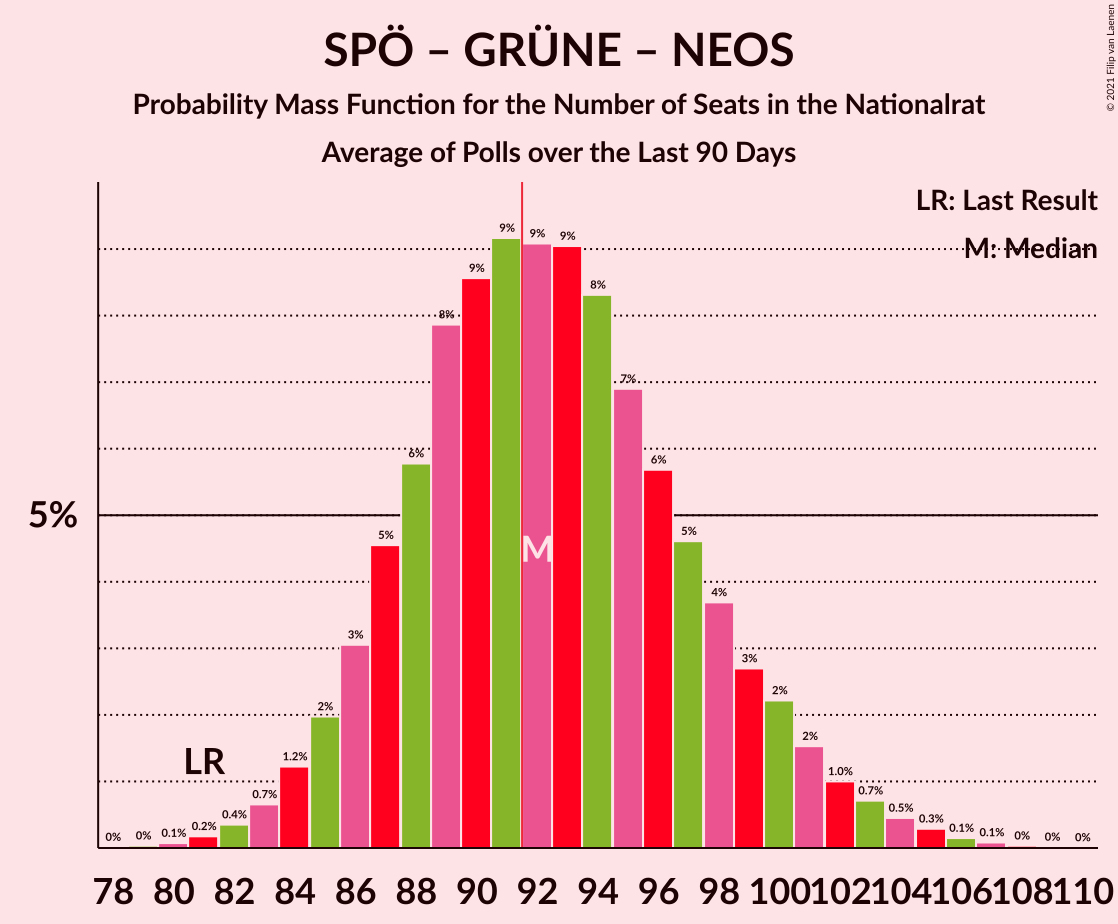 SPÖ – GRÜNE – NEOS
Probability Mass Function for the Number of Seats in the Nationalrat
Average of Polls over the Last 90 Days
© 2021 Filip van Laenen
LR: Last Result
M: Median
5%
0% 0% 0.1% 0.2% 0.4% 0.7% 1.2% 2% 3% 5% 6% 8% 9% 9% 9% 9% 8% 7% 6% 5% 4% 3% 2% 2% 1.0% 0.7% 0.5% 0.3% 0.1% 0.1% 0% 0% 0%
LR
M
78 80 82 84 86 88 90 92 94 96 98 100 102 104 106 108 110